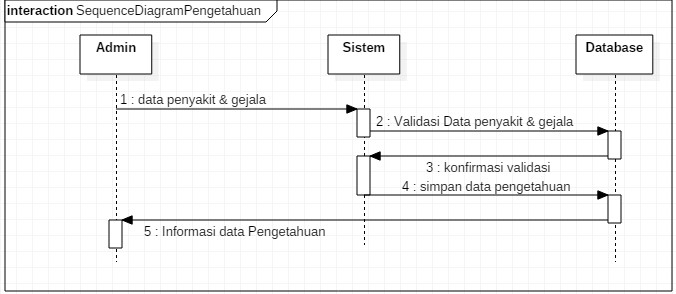 interaction SequenceDiagramPengetahuan
Admin
Sistem
Database
1 : data penyakit & gejala
2 : Validasi Data penyakit & gejala
3 : konfirmasi validasi
4 : simpan data pengetahuan
5 : Informasi data Pengetahuan